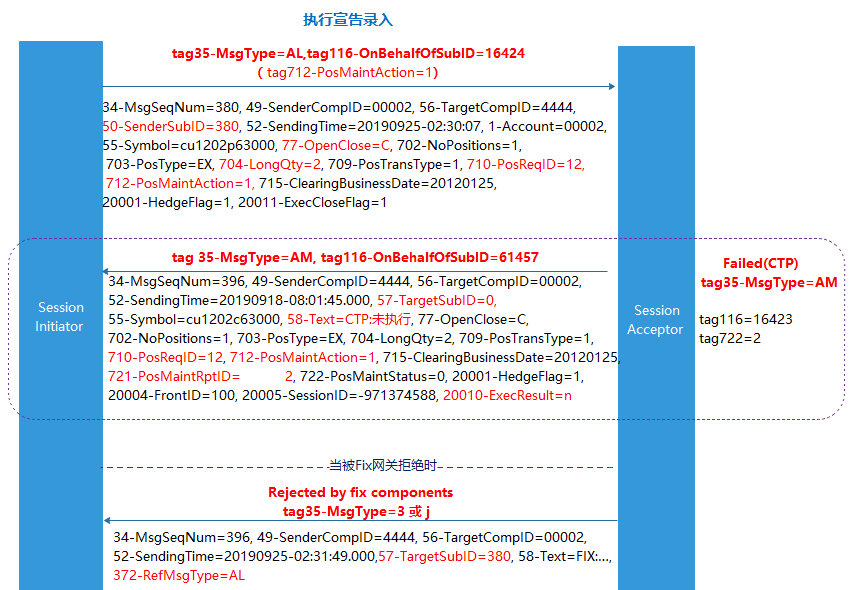 执行宣告录入
tag35-MsgType=AL,tag116-OnBehalfOfSubID=16424
( tag712-PosMaintAction=1)
34-MsgSeqNum=380, 49-SenderCompID=00002, 56-TargetCompID=4444,
50-SenderSubID=380, 52-SendingTime=20190925-02:30:07, 1-Account=00002,
55-Symbol=cu1202p63000, 77-OpenClose=C, 702-NoPositions=1,
703-PosType=EX, 704-LongQty=2, 709-PosTransType=1, 710-PosReqID=12,
712-PosMaintAction=1, 715-ClearingBusinessDate=20120125,
20001-HedgeFlag=1, 20011-ExecCloseFlag=1
tag 35-MsgType=AM, tag116-OnBehalfOfSubID=61457
34-MsgSeqNum=396, 49-SenderCompID=4444, 56-TargetCompID=00002,
52-SendingTime=20190918-08:01:45.000, 57-TargetSubID=0,
55-Symbol=cu1202c63000, 58-Text=CTP:未执行, 77-OpenClose=C,
702-NoPositions=1, 703-PosType=EX, 704-LongQty=2, 709-PosTransType=1,
710-PosReqID=12, 712-PosMaintAction=1, 715-ClearingBusinessDate=20120125,
721-PosMaintRptID= 2, 722-PosMaintStatus=0, 20001-HedgeFlag=1,
20004-FrontID=100, 20005-SessionID=-971374588, 20010-ExecResult=n
Session
Initiator
Session
Acceptor
Failed(CTP)
tag35-MsgType=AM
tag116=16423
tag722=2
当被Fix网关拒绝时
Rejected by fix components
tag35-MsgType=3 或 j
34-MsgSeqNum=396, 49-SenderCompID=4444, 56-TargetCompID=00002,
52-SendingTime=20190925-02:31:49.000,57-TargetSubID=380, 58-Text=FIX:...,
372-RefMsgType=AL